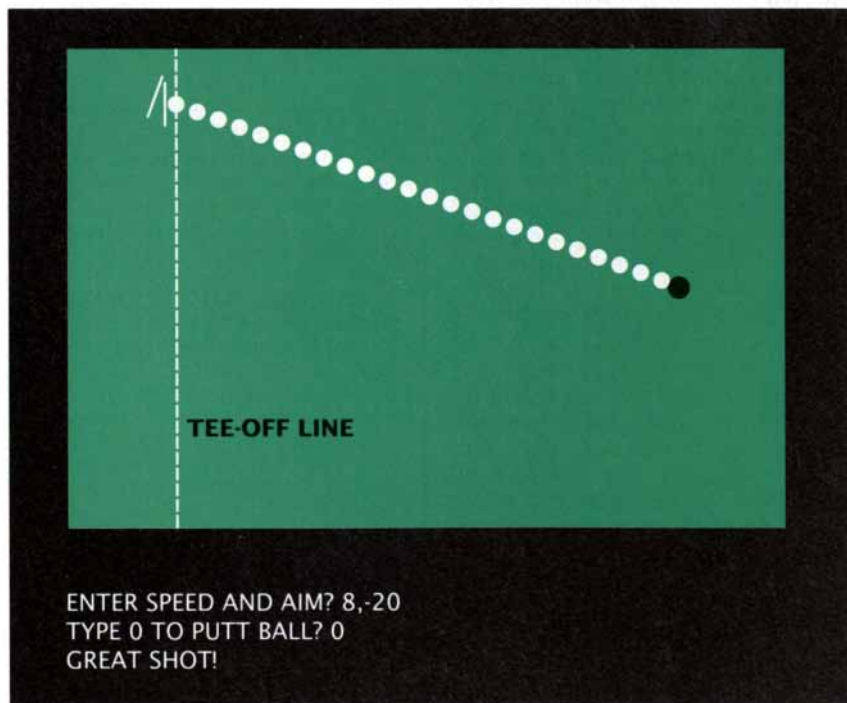 TEE-OFF LINE
ENTER SPEED AND AIM? 8,-20
TYPE 0 TO PUTT BALL? 0
GREAT SHOT!